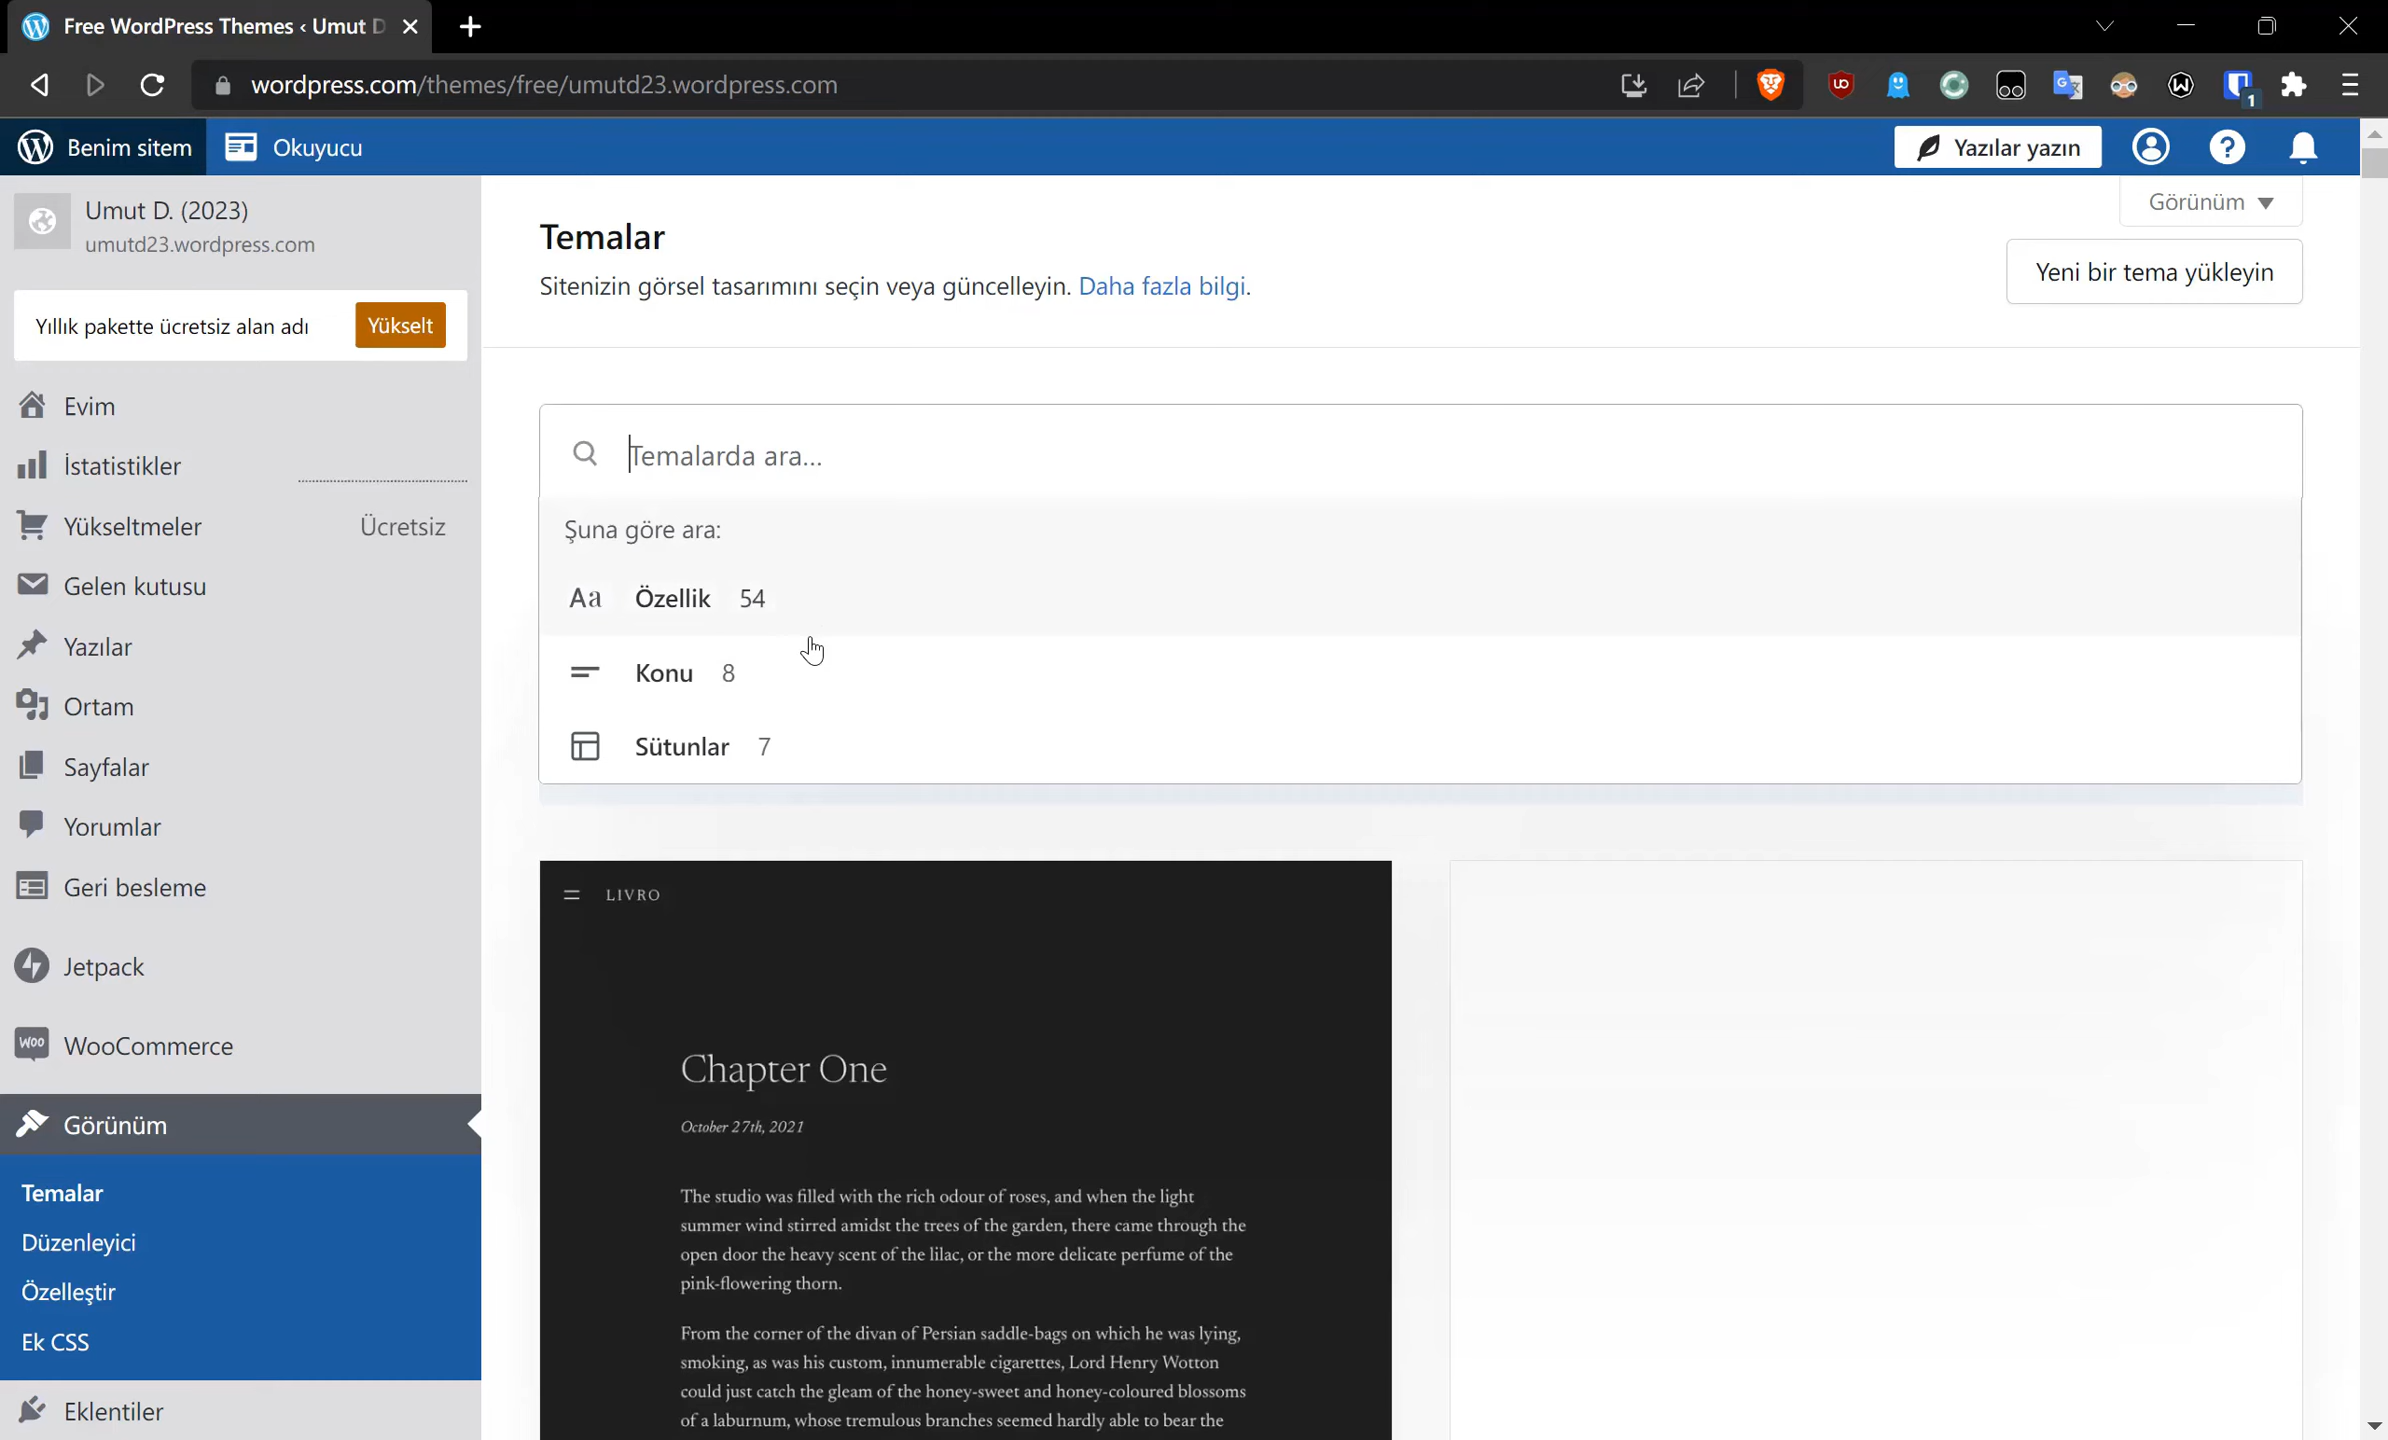 Free WordPress Themes ‹ Umut D
wordpress.com/themes/free/umutd23.wordpress.com
1
Benim sitem
Okuyucu
Yazılar yazın
Umut D. (2023)
umutd23.wordpress.com
Yıllık pakette ücretsiz alan adı
Yükselt
Evim
İstatistikler
Yükseltmeler
Ücretsiz
Gelen kutusu
Yazılar
Ortam
Sayfalar
Yorumlar
Geri besleme
Jetpack
WOO
WooCommerce
Görünüm
Temalar
Düzenleyici
Özelleştir
Ek CSS
Eklentiler
Görünüm
Temalar
Sitenizin görsel tasarımını seçin veya güncelleyin. Daha fazla bilgi.
Yeni bir tema yükleyin
Temalarda ara...
Şuna göre ara:
Aa Özellik 54
Konu 8
Sütunlar 7
LIVRO
Chapter One
October 27th, 2021
The studio was filled with the rich odour of roses, and when the light
summer wind stirred amidst the trees of the garden, there came through the
open door the heavy scent of the lilac, or the more delicate perfume of the
pink-flowering thorn.
From the corner of the divan of Persian saddle-bags on which he was lying,
smoking, as was his custom, innumerable cigarettes, Lord Henry Wotton
could just catch the gleam of the honey-sweet and honey-coloured blossoms
of a laburnum, whose tremulous branches seemed hardly able to bear the